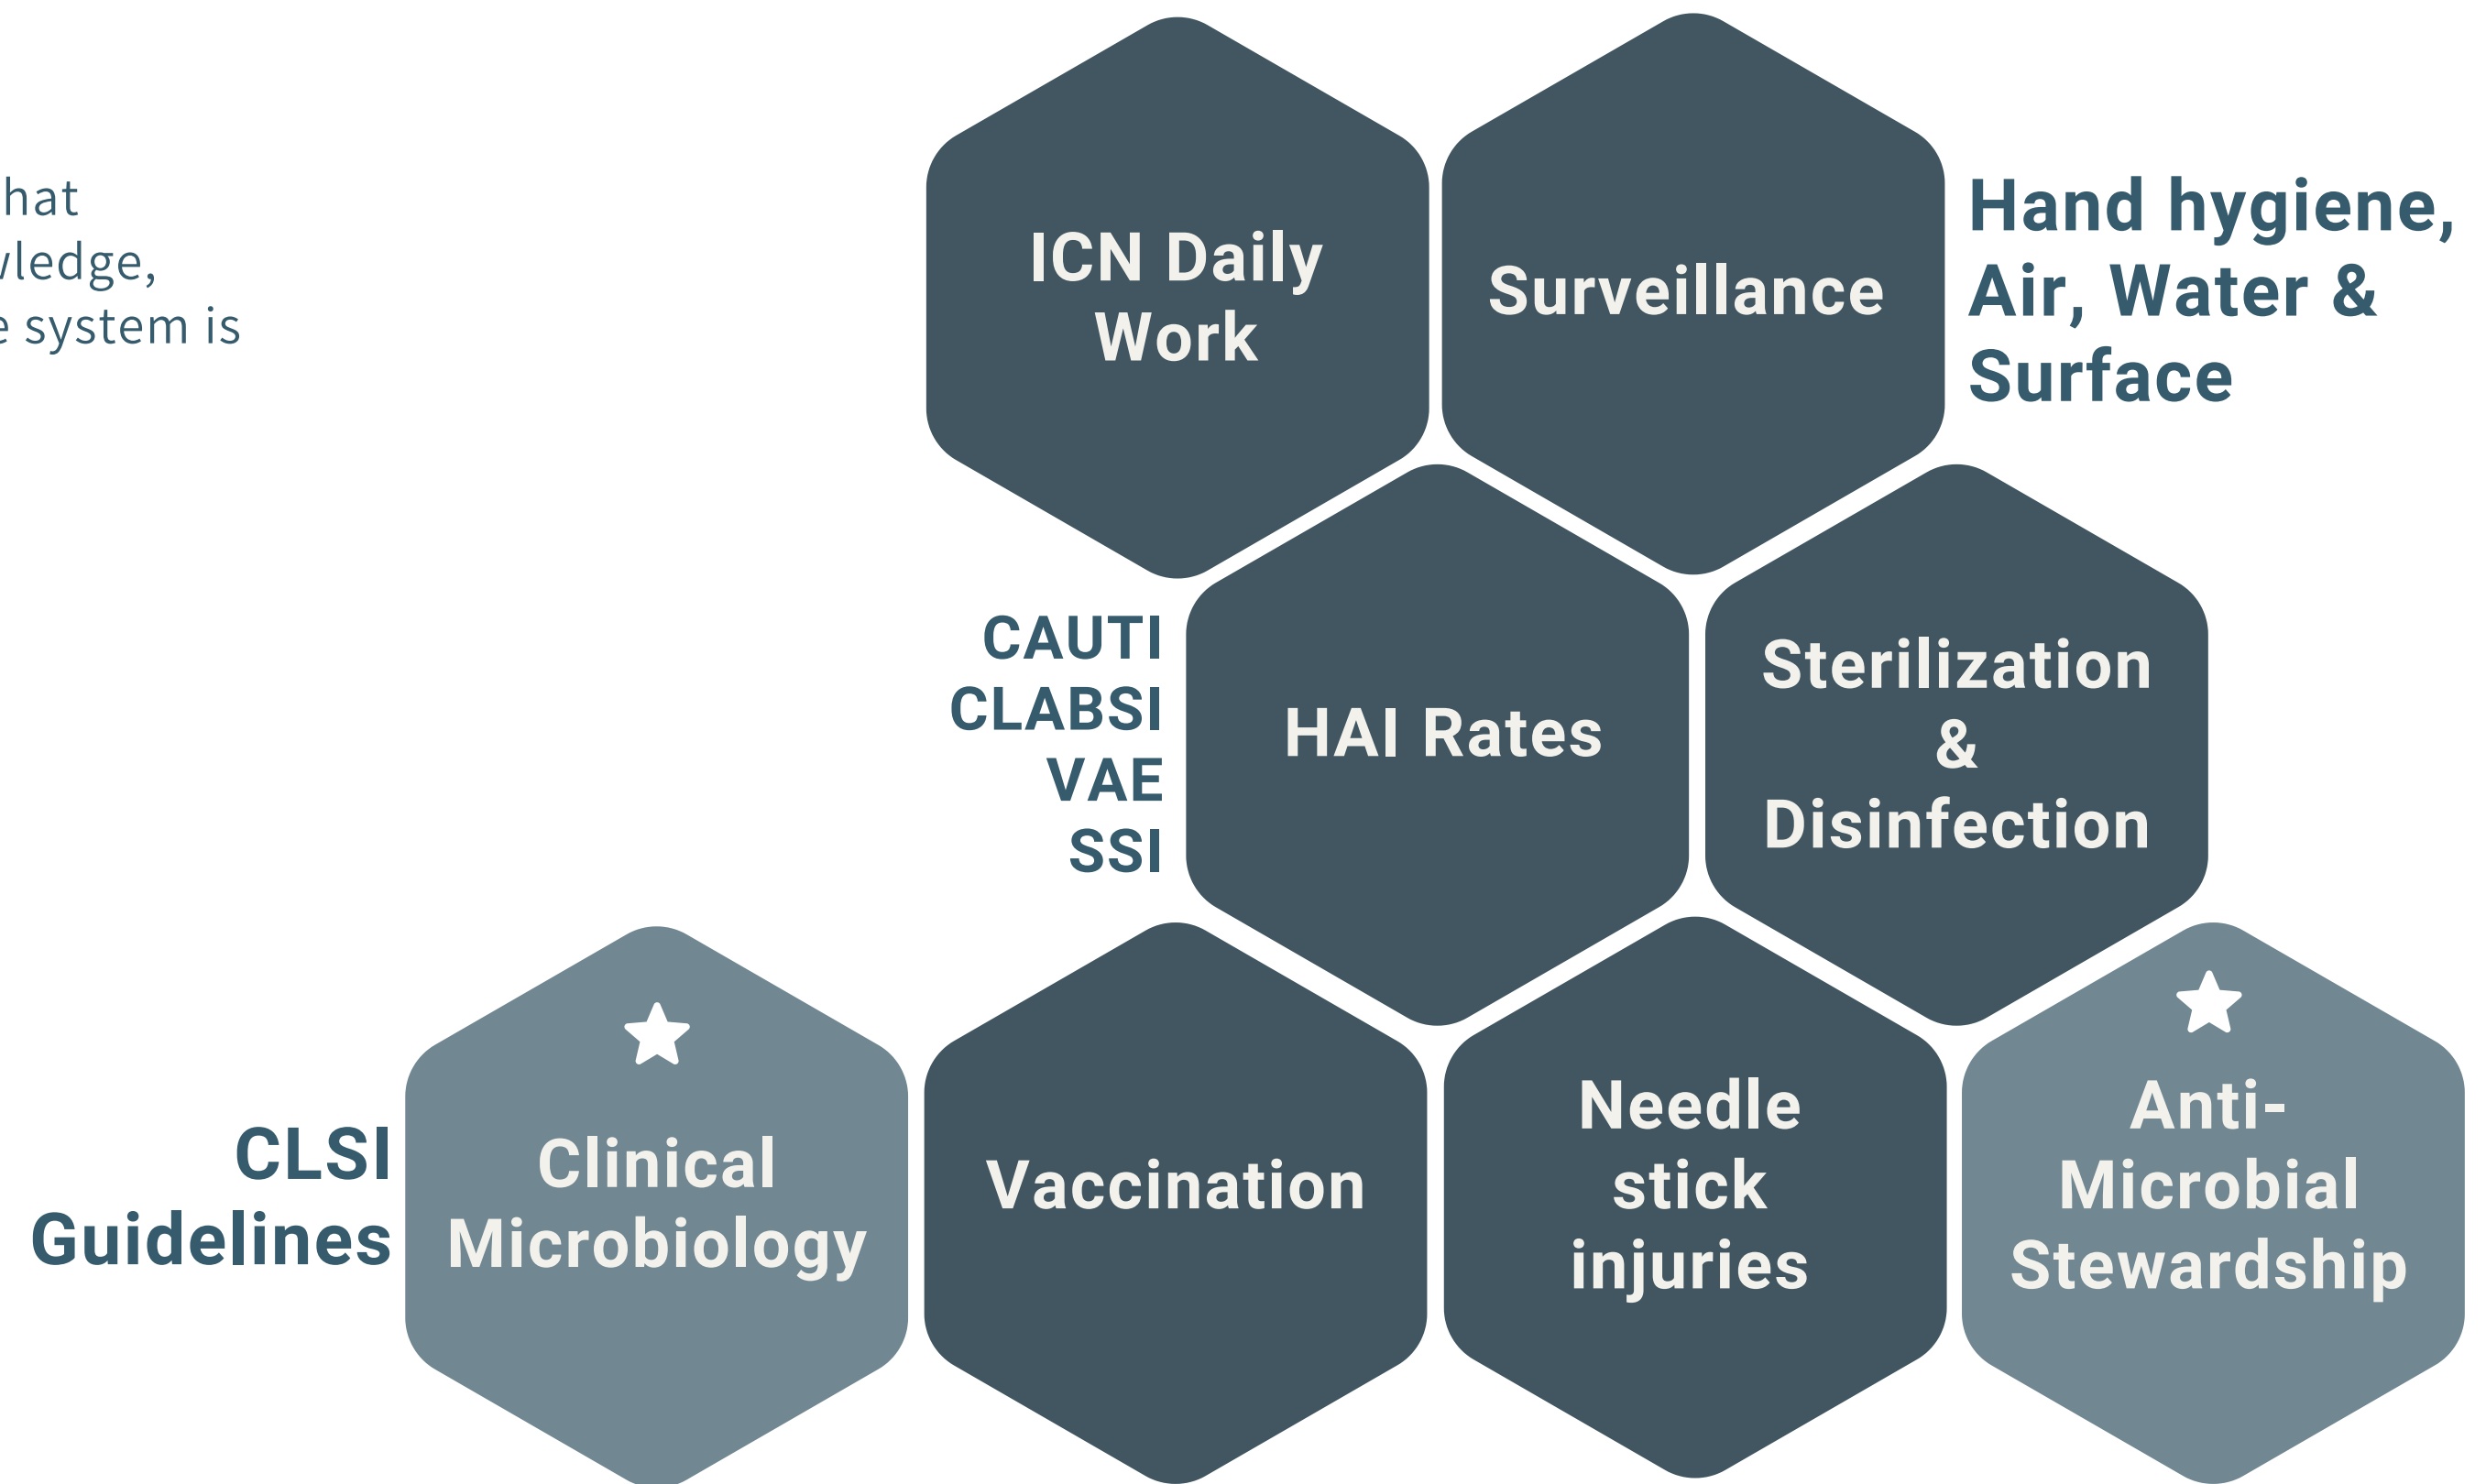 hat
ledge,
system is
ICN Daily
Work
Surveillance
Hand hygiene,
Air, Water &
Surface
CAUTI
CLABSI
VAE
SSI
HAI Rates
Sterilization
&
Disinfection
CLSI
Guidelines
Clinical
Microbiology
Vaccination
Needle
stick
injuries
Anti-
Microbial
Stewardship